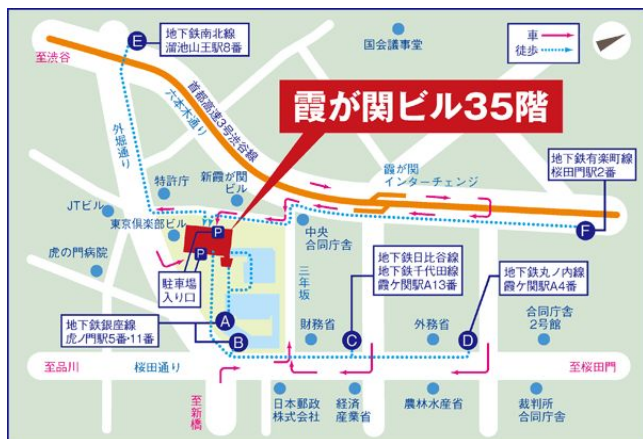 地下鉄南北線
溜池山王駅8番
E
至渋谷
国会議事堂
車
徒歩
首都高速3号渋谷線
六本木通り
外堀通り
霞が関ビル35階
霞が関
インターチェンジ
地下鉄有楽町線
桜田門駅2番
F
特許庁
新霞が関
ビル
JTビル
東京倶楽部ビル
P
P
虎の門病院
中央
合同庁舎
駐車場
入り口
三年坂
地下鉄日比谷線
地下鉄千代田線
霞ケ関駅A13番
地下鉄丸ノ内線
霞ケ関駅A4番
地下鉄銀座線
虎ノ門駅5番・11番
A
B
財務省
C
外務省
D
合同庁舎
2号館
至品川
桜田通り
至桜田門
至新橋
日本郵政
株式会社
経済
産業省
農林水産省
裁判所
合同庁舎